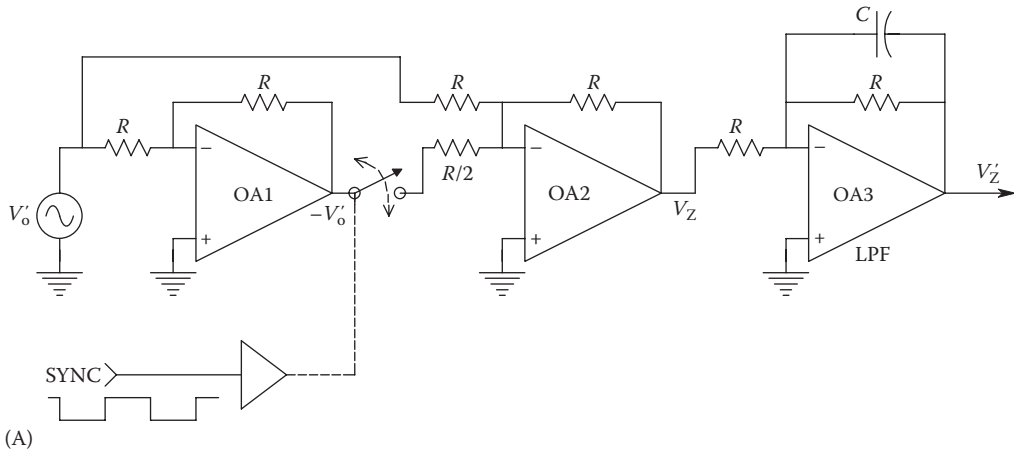 C
R
R
R
R
R
R
R/2
−
+
OA1
−V′o
−
+
OA2
VZ
−
+
OA3
LPF
V′o
V′Z
SYNC
(A)